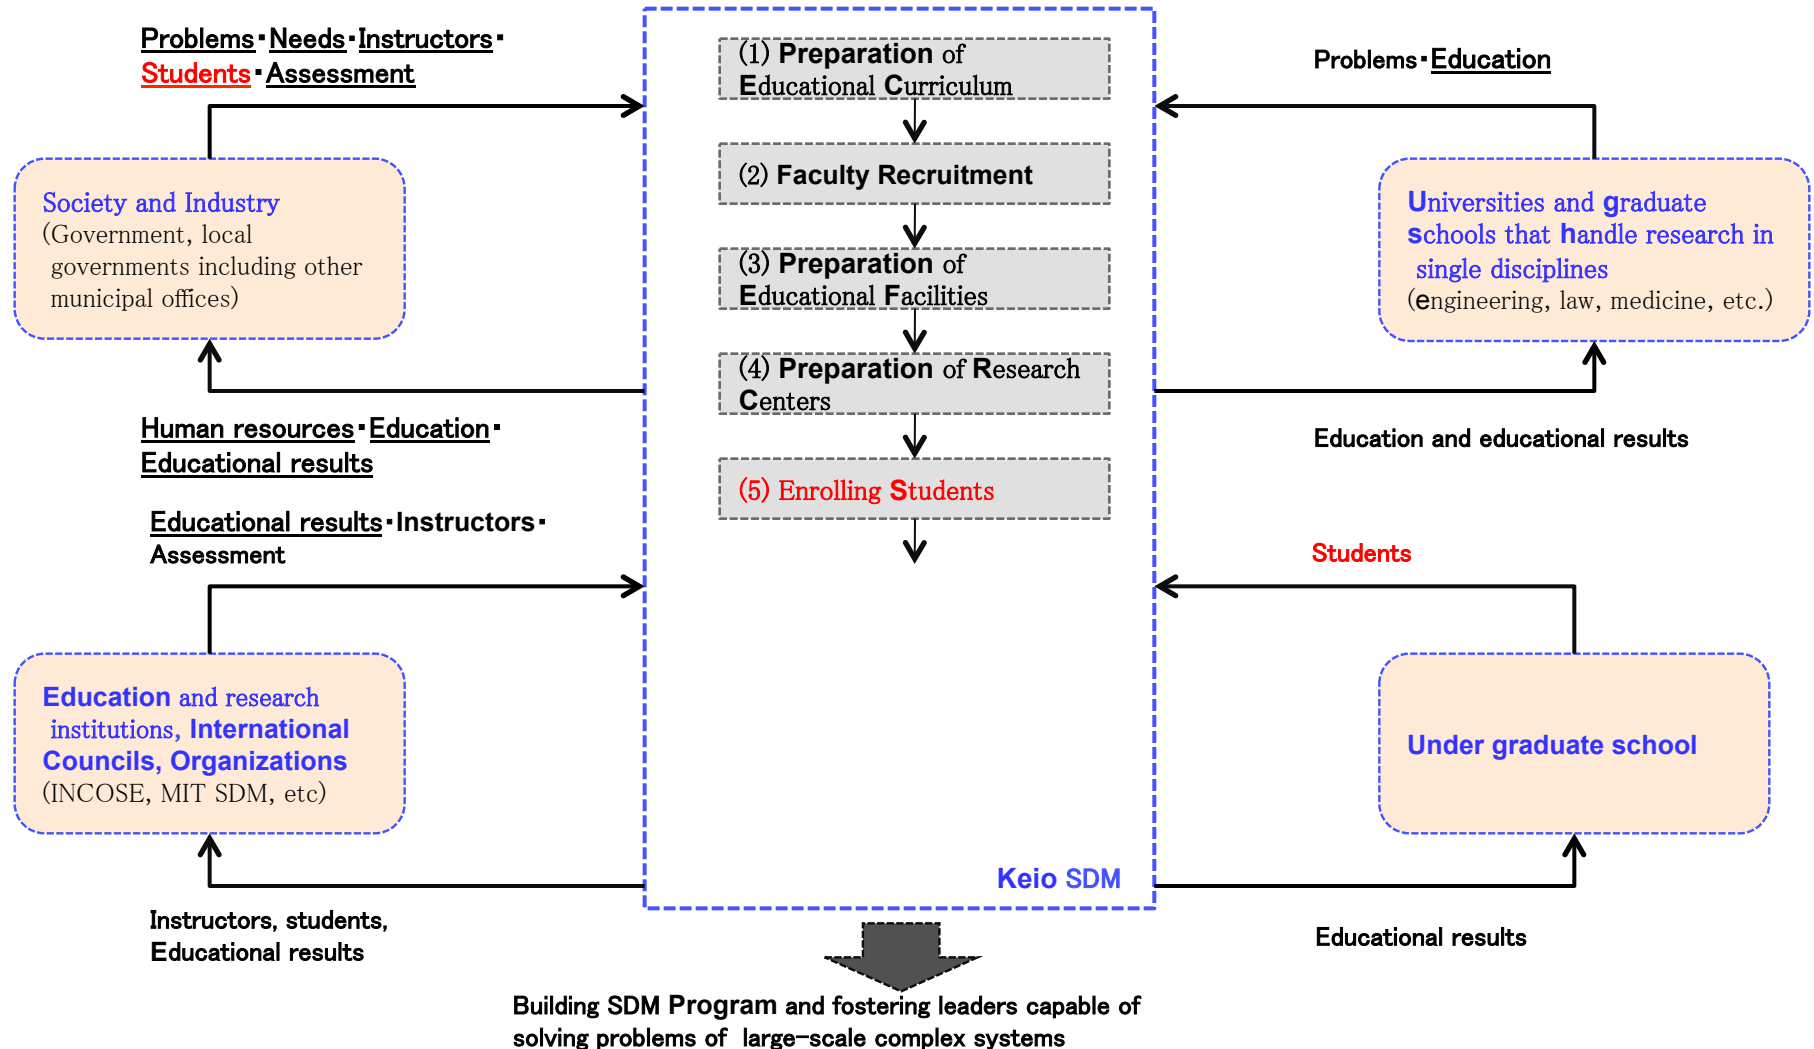 Problems・Needs・Instructors・
Students・Assessment
Society and Industry
(Government, local
governments including other
municipal offices)
Human resources・Education・
Educational results
Educational results・Instructors・
Assessment
Education and research
institutions, International
Councils, Organizations
(INCOSE, MIT SDM, etc)
Instructors, students,
Educational results
(1) Preparation of
Educational Curriculum
(2) Faculty Recruitment
(3) Preparation of
Educational Facilities
(4) Preparation of Research
Centers
(5) Enrolling Students
Keio SDM
Problems・Education
Universities and graduate
schools that handle research in
single disciplines
(engineering, law, medicine, etc.)
Education and educational results
Students
Under graduate school
Educational results
Building SDM Program and fostering leaders capable of
solving problems of large-scale complex systems